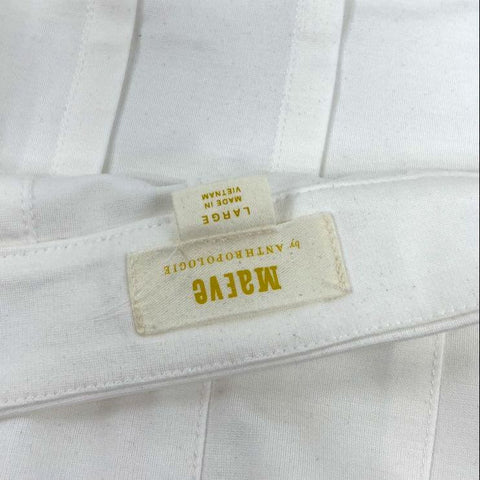 MAEVE
by ANTHROPOLOGIE
LARGE
MADE IN
VIETNAM